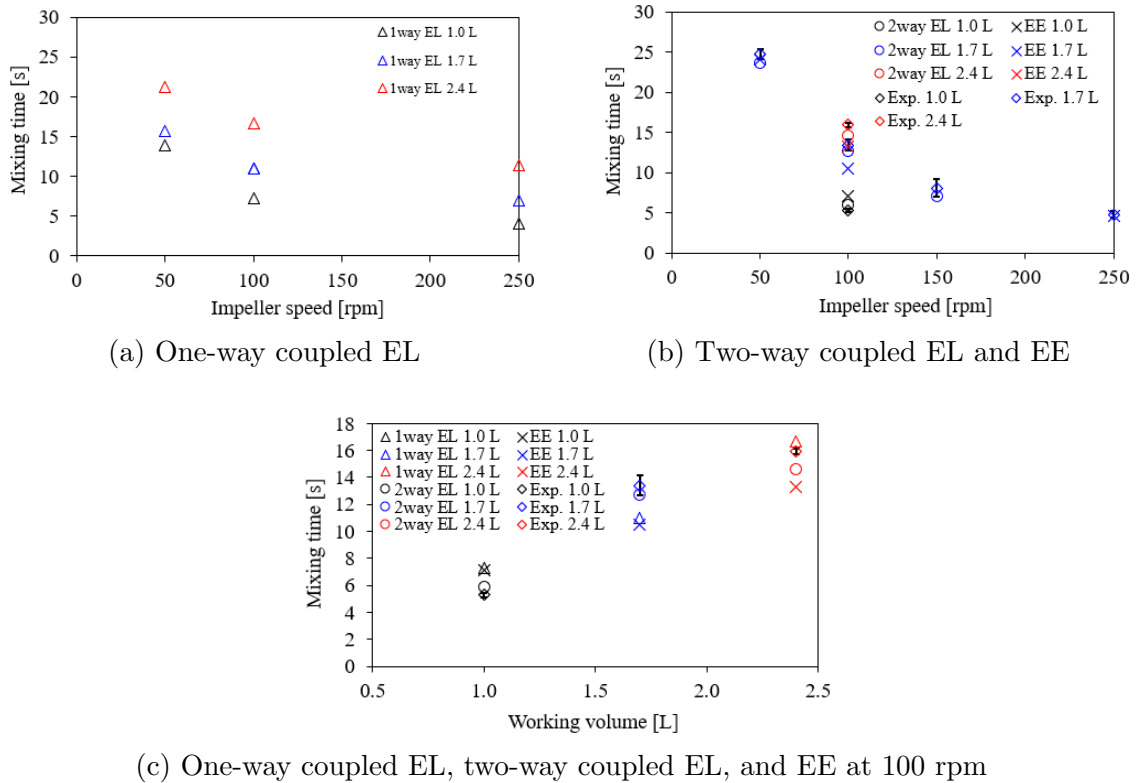 30
25
20
15
10
5
0
Mixing time [s]
1way EL 1.0 L
1way EL 1.7 L
1way EL 2.4 L
0 50 100 150 200 250
Impeller speed [rpm]
(a) One-way coupled EL
30
25
20
15
10
5
0
Mixing time [s]
2way EL 1.0 L EE 1.0 L
2way EL 1.7 L EE 1.7 L
2way EL 2.4 L EE 2.4 L
Exp. 1.0 L Exp. 1.7 L
Exp. 2.4 L
0 50 100 150 200 250
Impeller speed [rpm]
(b) Two-way coupled EL and EE
18
16
14
12
10
8
6
4
2
0
Mixing time [s]
1way EL 1.0 L EE 1.0 L
1way EL 1.7 L EE 1.7 L
1way EL 2.4 L EE 2.4 L
2way EL 1.0 L Exp. 1.0 L
2way EL 1.7 L Exp. 1.7 L
2way EL 2.4 L Exp. 2.4 L
0.5 1.0 1.5 2.0 2.5
Working volume [L]
(c) One-way coupled EL, two-way coupled EL, and EE at 100 rpm